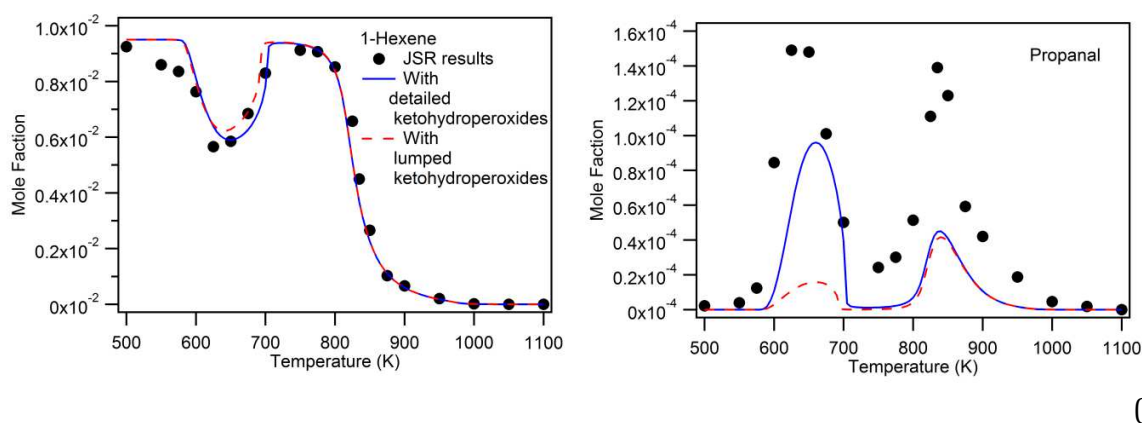 1.0x10-2
0.8x10-2
0.6x10-2
0.4x10-2
0.2x10-2
0x10-2
Mole Faction
500 600 700 800 900 1000 1100
Temperature (K)
1-Hexene
JSR results
With
detailed
ketohydroperoxides
With
lumped
ketohydroperoxides
1.6x10-4
1.4x10-4
1.2x10-4
1.0x10-4
0.8x10-4
0.6x10-4
0.4x10-4
0.2x10-4
0x10-4
Mole Faction
500 600 700 800 900 1000 1100
Temperature (K)
Propanal